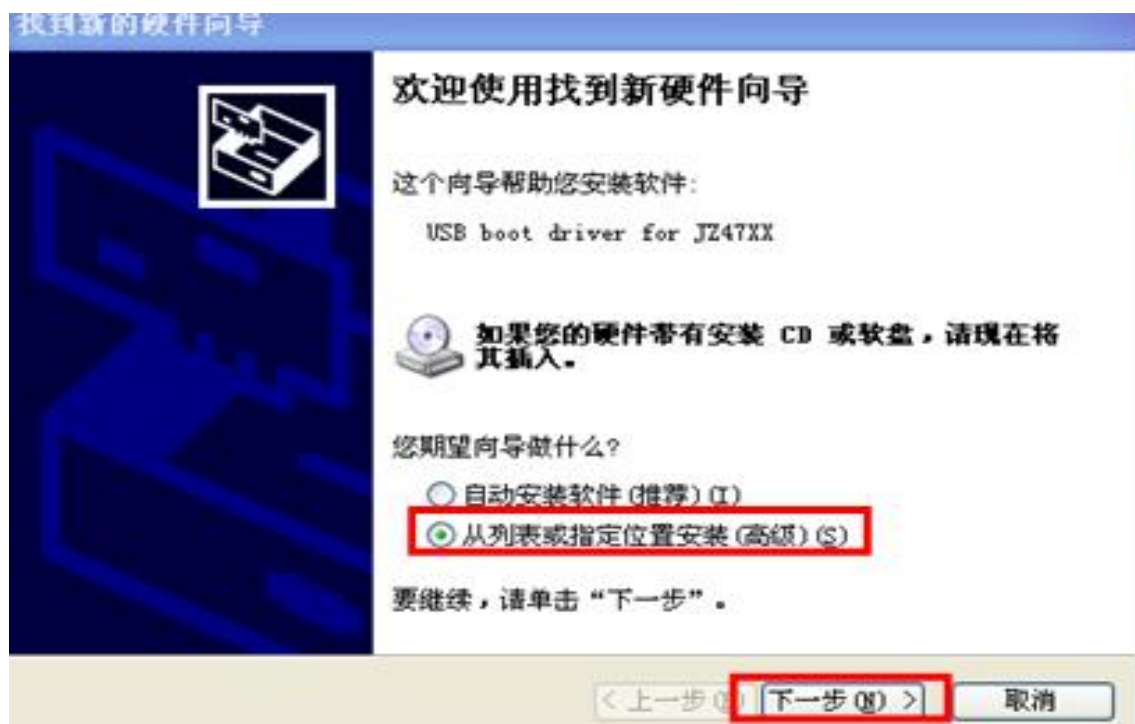 找到新的硬件向导
欢迎使用找到新硬件向导
这个向导帮助您安装软件:
USB boot driver for JZ47XX
如果您的硬件带有安装 CD 或软盘，请现在将
其插入。
您期望向导做什么?
自动安装软件(推荐)(I)
从列表或指定位置安装(高级)(S)
要继续，请单击“下一步”。
<上一步(B)
下一步(N) >
取消